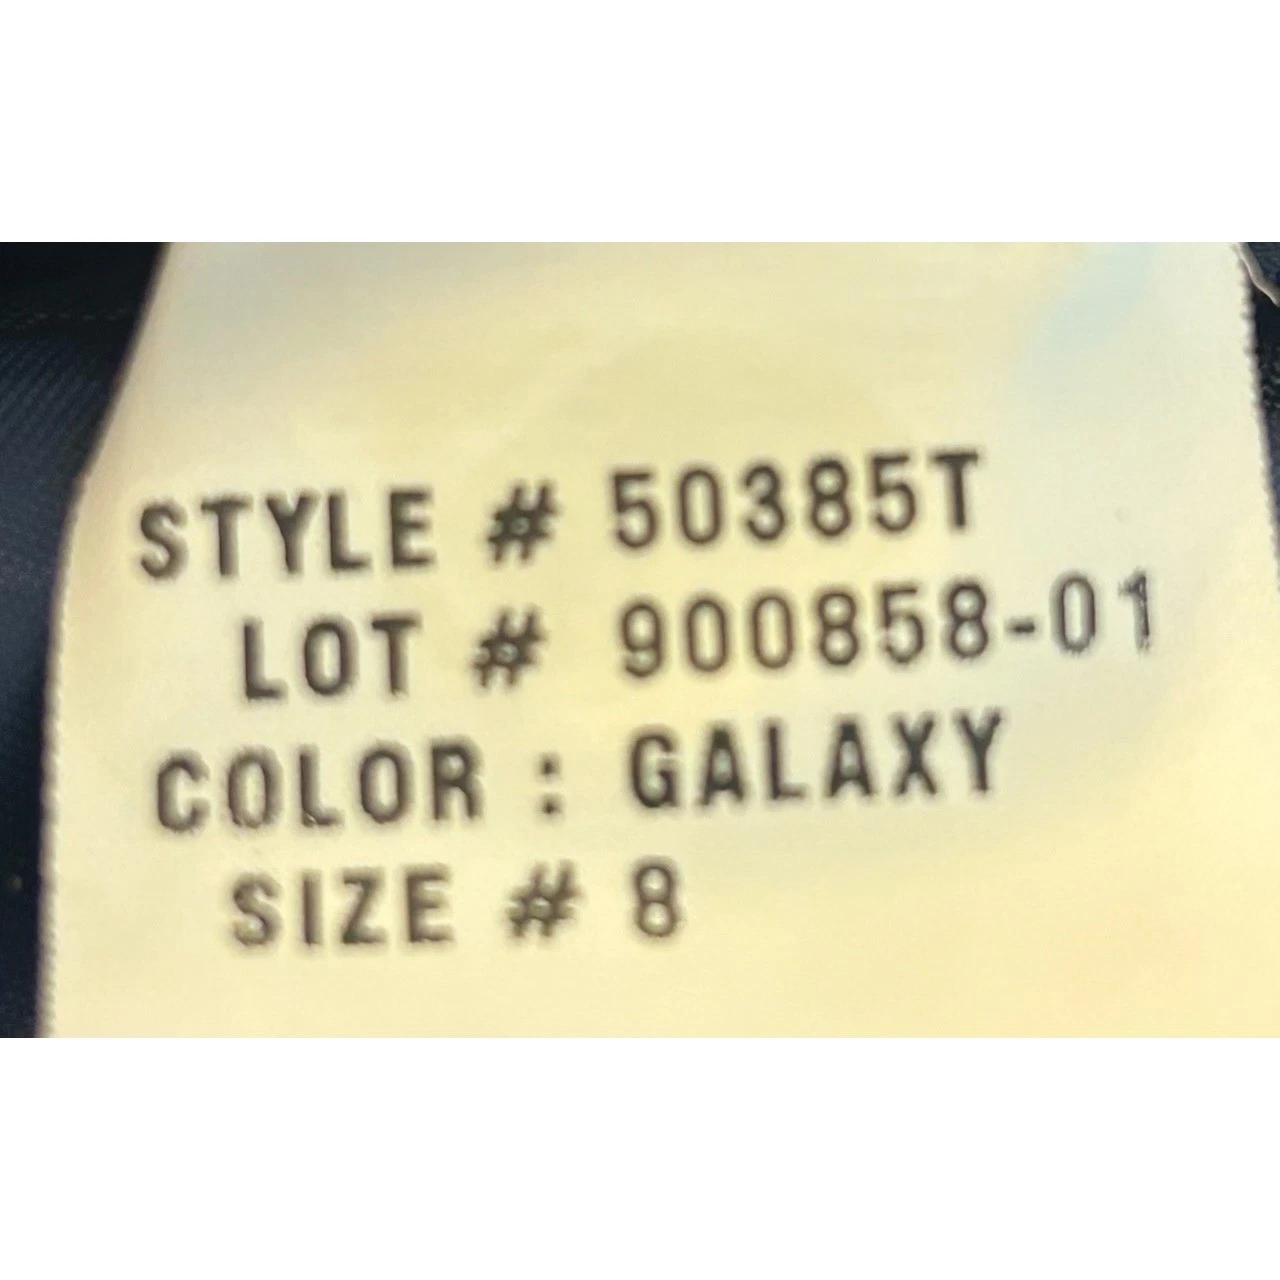 STYLE # 50385T
LOT # 900858-01
COLOR : GALAXY
SIZE # 8